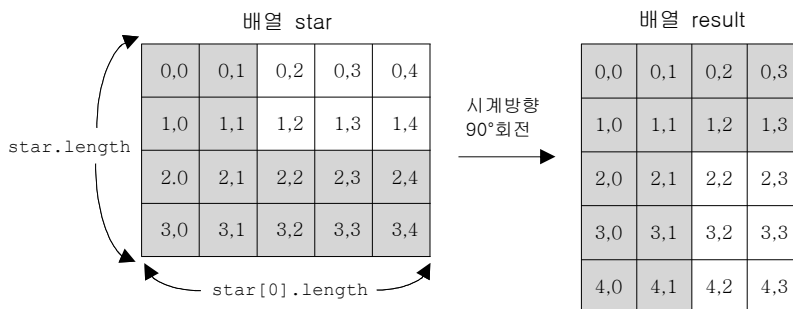 배열 star
0,0 0,1 0,2 0,3 0,4
1,0 1,1 1,2 1,3 1,4
2.0 2,1 2,2 2,3 2,4
3,0 3,1 3,2 3,3 3,4
star.length
star[0].length
시계방향
90°회전
배열 result
0,0 0,1 0,2 0,3
1,0 1,1 1,2 1,3
2,0 2,1 2,2 2,3
3,0 3,1 3,2 3,3
4,0 4,1 4,2 4,3